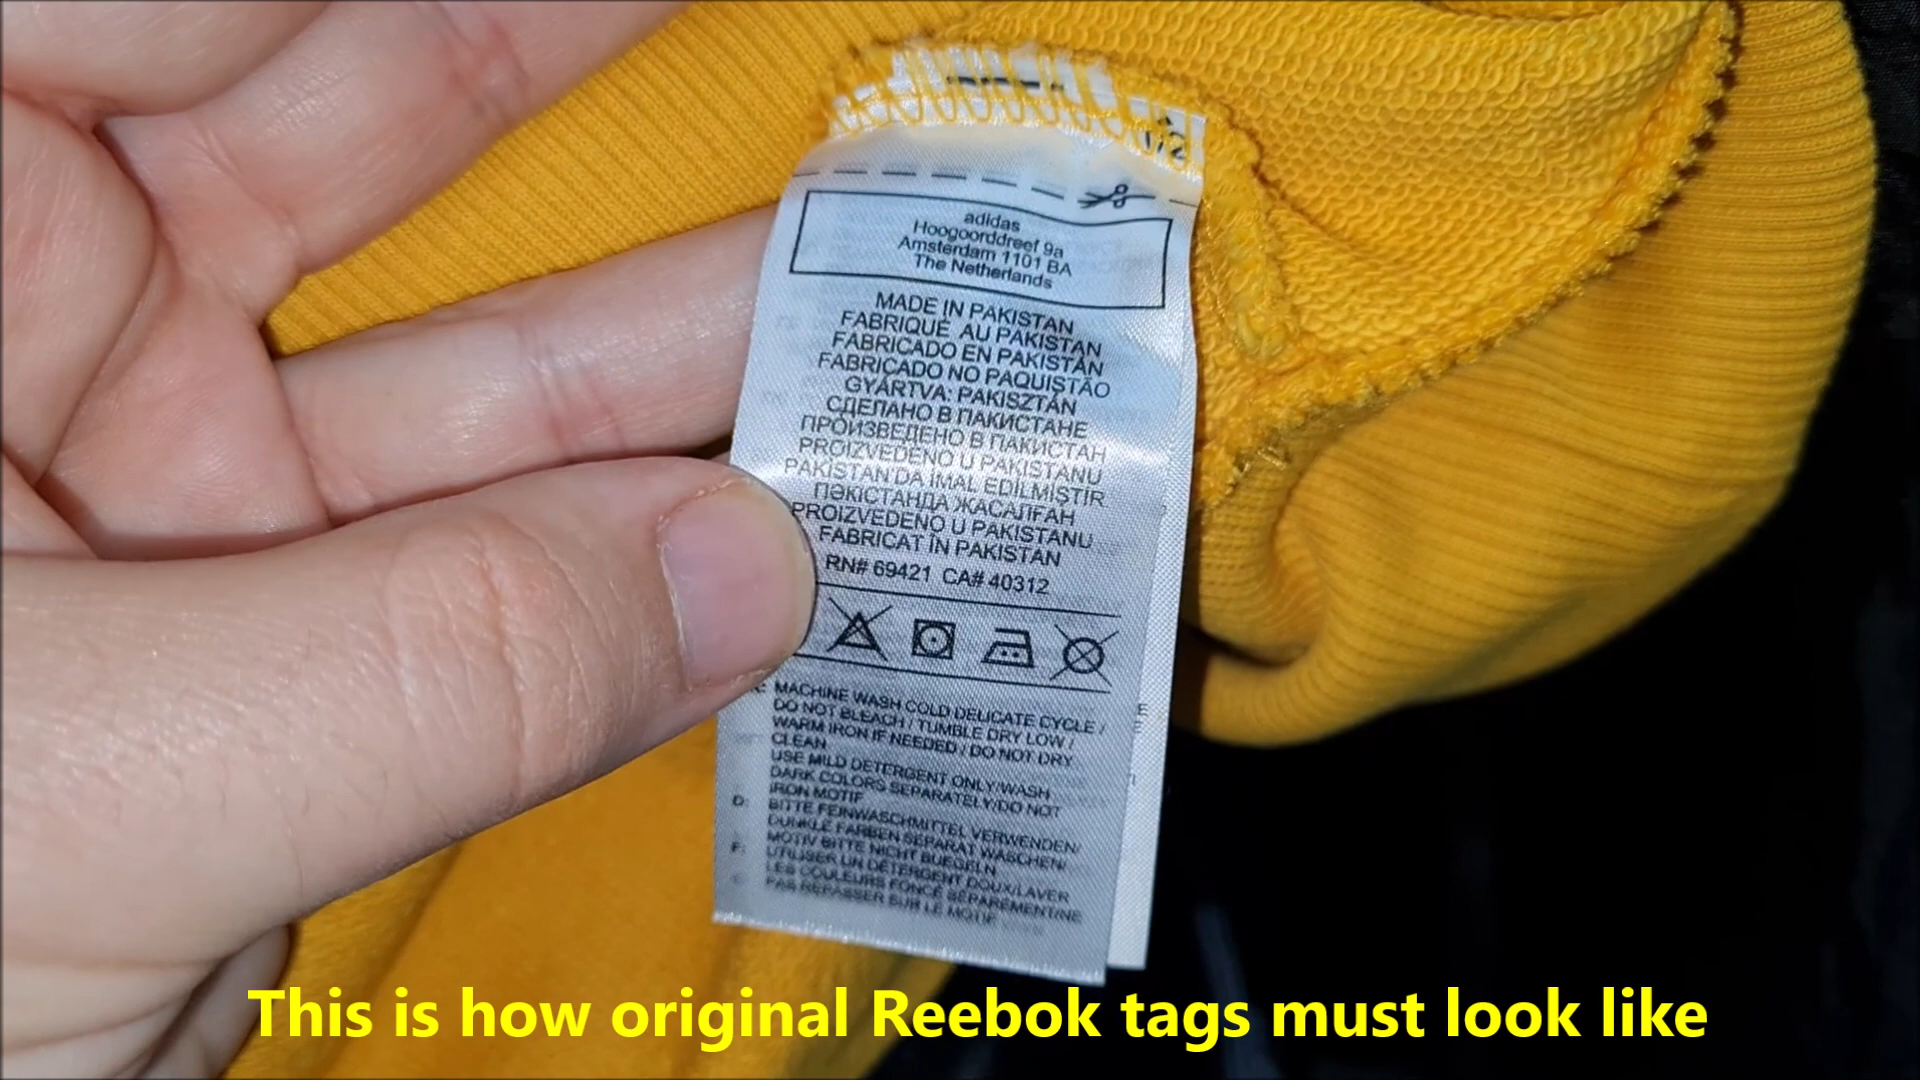 adidas
Hoogoorddreef 9a
Amsterdam 1101 BA
The Netherlands
MADE IN PAKISTAN
FABRIQUÉ AU PAKISTAN
FABRICADO EN PAKISTÁN
FABRICADO NO PAQUISTÃO
GYÁRTVA: PAKISZTÁN
СДЕЛАНО В ПАКИСТАНЕ
ПРОИЗВЕДЕНО В ПАКИСТАН
PROIZVEDENO U PAKISTANU
PAKISTAN'DA İMAL EDİLMİŞTİR
ПӘКІСТАНДА ЖАСАЛҒАН
PROIZVEDENO U PAKISTANU
FABRICAT ÎN PAKISTAN
RN# 69421 CA# 40312
MACHINE WASH COLD DELICATE CYCLE /
DO NOT BLEACH / TUMBLE DRY LOW /
WARM IRON IF NEEDED / DO NOT DRY
CLEAN
USE MILD DETERGENT ONLY/WASH
DARK COLORS SEPARATELY/DO NOT
IRON MOTIF
D: BITTE FEINWASCHMITTEL VERWENDEN/
DUNKLE FARBEN SEPARAT WASCHEN/
MOTIV BITTE NICHT BUEGELN
F: UTILISER UN DÉTERGENT DOUX/LAVER
LES COULEURS FONCÉ SÉPARÉMENT/NE
PAS REPASSER SUR LE MOTIF
This is how original Reebok tags must look like